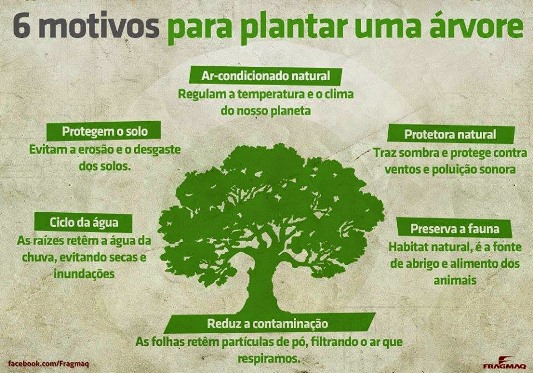 6 motivos para plantar uma árvore
Ar-condicionado natural
Regulam a temperatura e o clima
do nosso planeta
Protegem o solo
Evitam a erosão e o desgaste
dos solos.
Protetora natural
Traz sombra e protege contra
ventos e poluição sonora
Ciclo da água
As raízes retêm a água da
chuva, evitando secas e
inundações
Preserva a fauna
Habitat natural, é a fonte
de abrigo e alimento dos
animais
Reduz a contaminação
As folhas retêm partículas de pó, filtrando o ar que
respiramos.
facebook.com/Fragmaq
FRAGMAQ